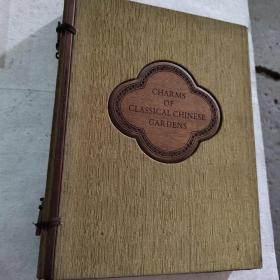 CHARMS
OF
CLASSICAL CHINESE
GARDENS